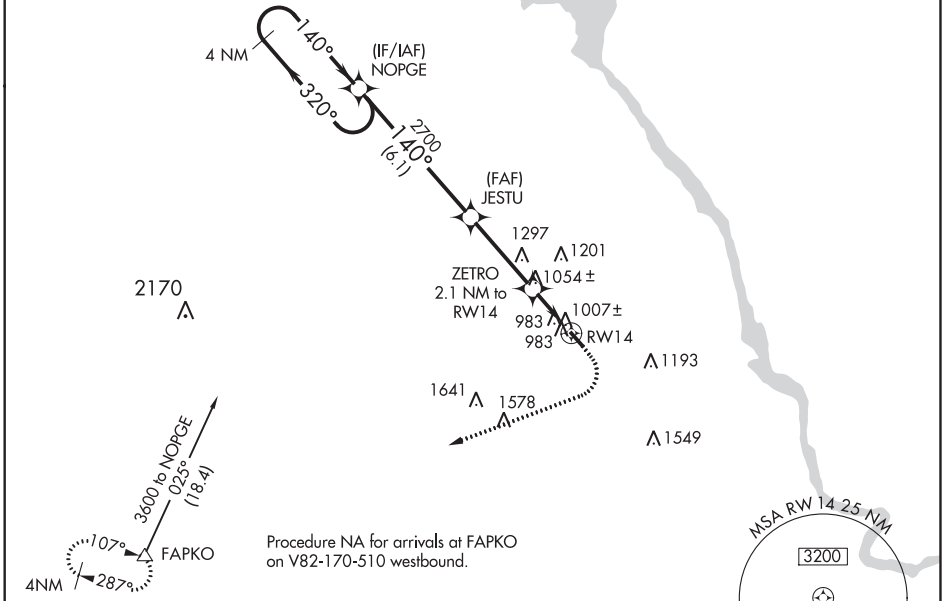 140°
4 NM
320°
(IF/IAF)
NOPGE
2700
140°
(6.1)
(FAF)
JESTU
1297
1201
1054 ±
ZETRO
2.1 NM to
RW14
1007±
983
983
RW14
2170
1193
1641
1578
1549
3600 to NOPGE
025°
(18.4)
107°
FAPKO
287°
4NM
Procedure NA for arrivals at FAPKO
on V82-170-510 westbound.
MSA RW 14 25 NM
3200